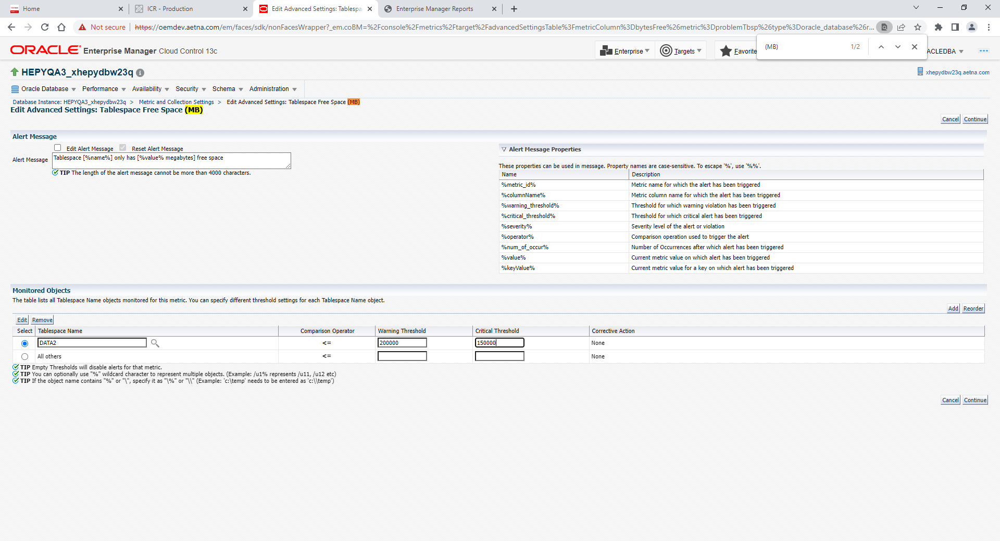 Home
ICR - Production
Edit Advanced Settings: Tablespa
Enterprise Manager Reports
Not secure
https://oemdev.aetna.com/em/faces/sdk/nonFacesWrapper?_em.coBM=%2Fconsole%2Fmetrics%2Ftarget%2FadvancedSettingsTable%3FmetricColumn%3DbytesFree%26metric%3DproblemTbsp%26type%3Doracle_database%26r...
(MB) 1/2
ORACLE Enterprise Manager Cloud Control 13c
Enterprise Targets Favorite ACLEDBA
HEPYQA3_xhepydbw23q
xhepydbw23q.aetna.com
Oracle Database Performance Availability Security Schema Administration
Database Instance: HEPYQA3_xhepydbw23q > Metric and Collection Settings > Edit Advanced Settings: Tablespace Free Space (MB)
Edit Advanced Settings: Tablespace Free Space (MB)
Cancel Continue
Alert Message
Edit Alert Message Reset Alert Message
Alert Message Tablespace [%name%] only has [%value% megabytes] free space
TIP The length of the alert message cannot be more than 4000 characters.
Alert Message Properties
These properties can be used in message. Property names are case-sensitive. To escape '%', use '%%'.
Name Description
%metric_id% Metric name for which the alert has been triggered
%columnName% Metric column name for which the alert has been triggered
%warning_threshold% Threshold for which warning violation has been triggered
%critical_threshold% Threshold for which critical alert has been triggered
%severity% Severity level of the alert or violation
%operator% Comparison operation used to trigger the alert
%num_of_occur% Number of Occurrences after which alert has been triggered
%value% Current metric value on which alert has been triggered
%keyValue% Current metric value for a key on which alert has been triggered
Monitored Objects
The table lists all Tablespace Name objects monitored for this metric. You can specify different threshold settings for each Tablespace Name object.
Add Reorder
Edit Remove
Select Tablespace Name Comparison Operator Warning Threshold Critical Threshold Corrective Action
DATA2 <= 200000 150000 None
All others <= None
TIP Empty Thresholds will disable alerts for that metric.
TIP You can optionally use "%" wildcard character to represent multiple objects. (Example: /u1% represents /u11, /u12 etc)
TIP If the object name contains "%" or "\", specify it as "\%" or "\\" (Example: 'c:\temp' needs to be entered as 'c:\\temp')
Cancel Continue